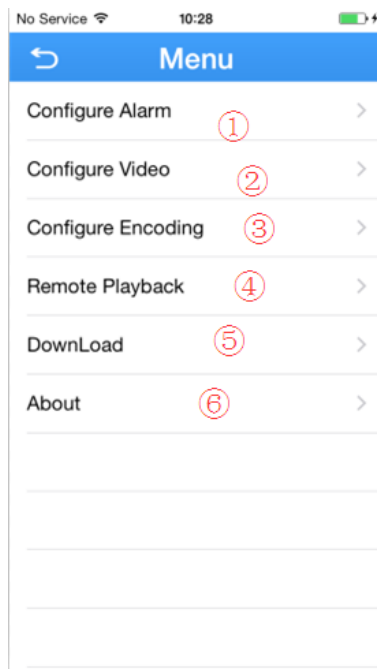 No Service 10:28
Menu
Configure Alarm ①
Configure Video ②
Configure Encoding ③
Remote Playback ④
DownLoad ⑤
About ⑥